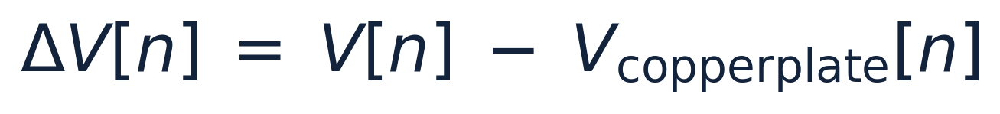 ΔV[n] = V[n] − V_copperplate[n]